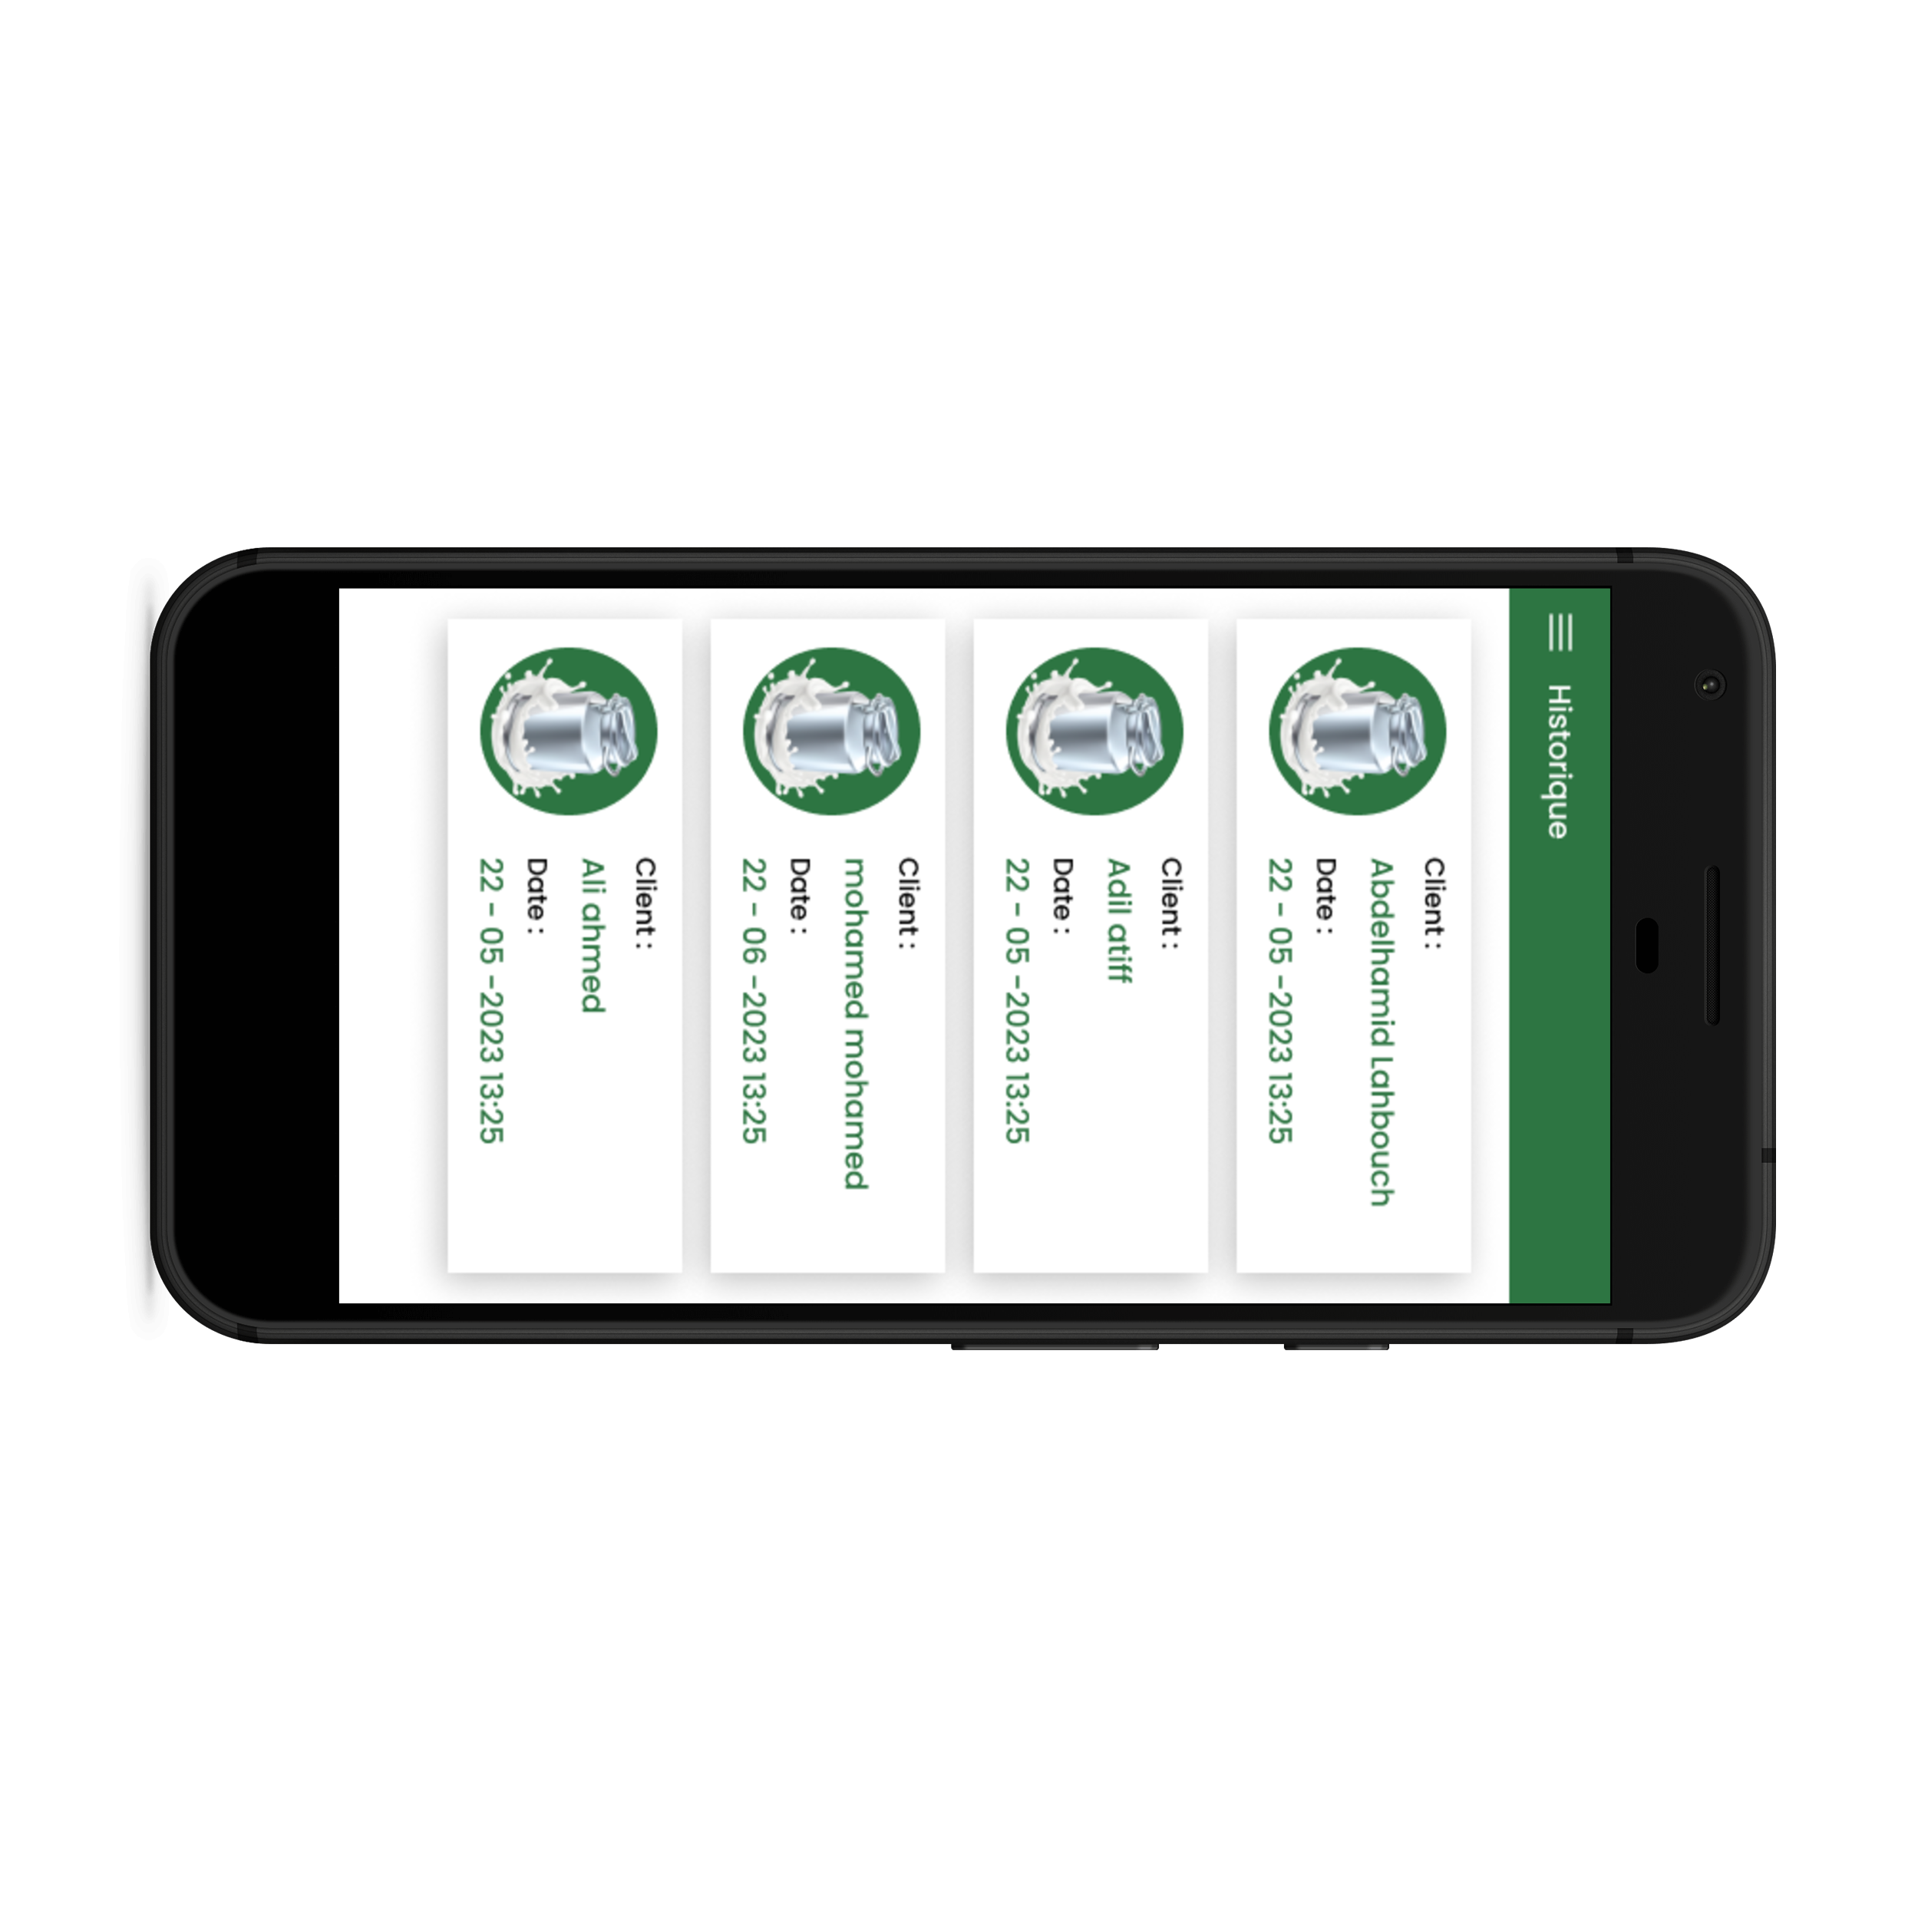 Historique
Client :
Abdelhamid Lahbouch
Date :
22 - 05 -2023 13:25
Client :
Adil atiff
Date :
22 - 05 -2023 13:25
Client :
mohamed mohamed
Date :
22 - 06 -2023 13:25
Client :
Ali ahmed
Date :
22 - 05 -2023 13:25